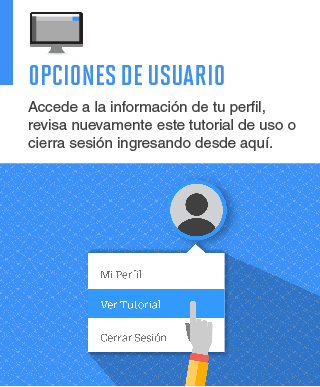 OPCIONES DE USUARIO
Accede a la información de tu perfil,
revisa nuevamente este tutorial de uso o
cierra sesión ingresando desde aquí.
Mi Perfil
Ver Tutorial
Cerrar Sesión